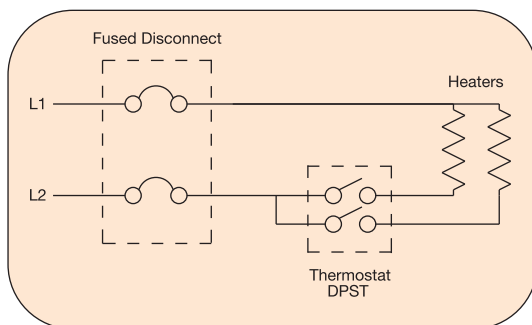 Fused Disconnect
Heaters
L1
L2
Thermostat
DPST